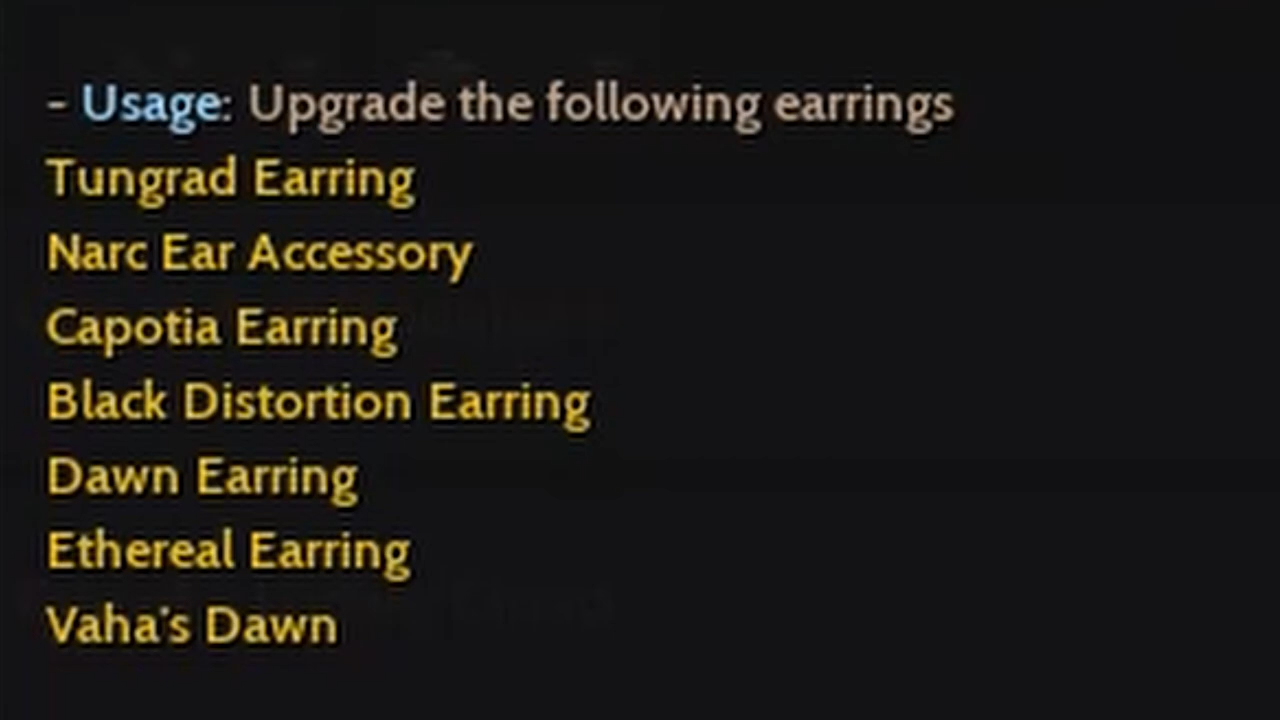 - Usage: Upgrade the following earrings
Tungrad Earring
Narc Ear Accessory
Capotia Earring
Black Distortion Earring
Dawn Earring
Ethereal Earring
Vaha's Dawn